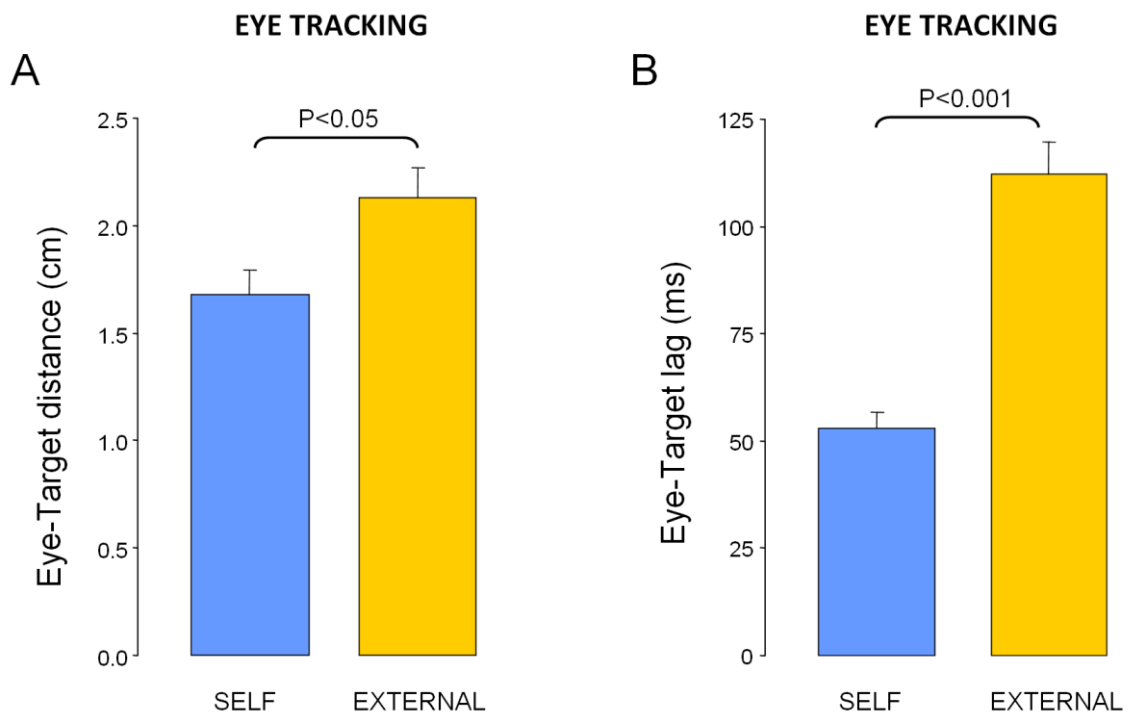 EYE TRACKING
A
P<0.05
Eye-Target distance (cm)
2.5
2.0
1.5
1.0
0.5
0.0
SELF EXTERNAL
EYE TRACKING
B
P<0.001
Eye-Target lag (ms)
125
100
75
50
25
0
SELF EXTERNAL